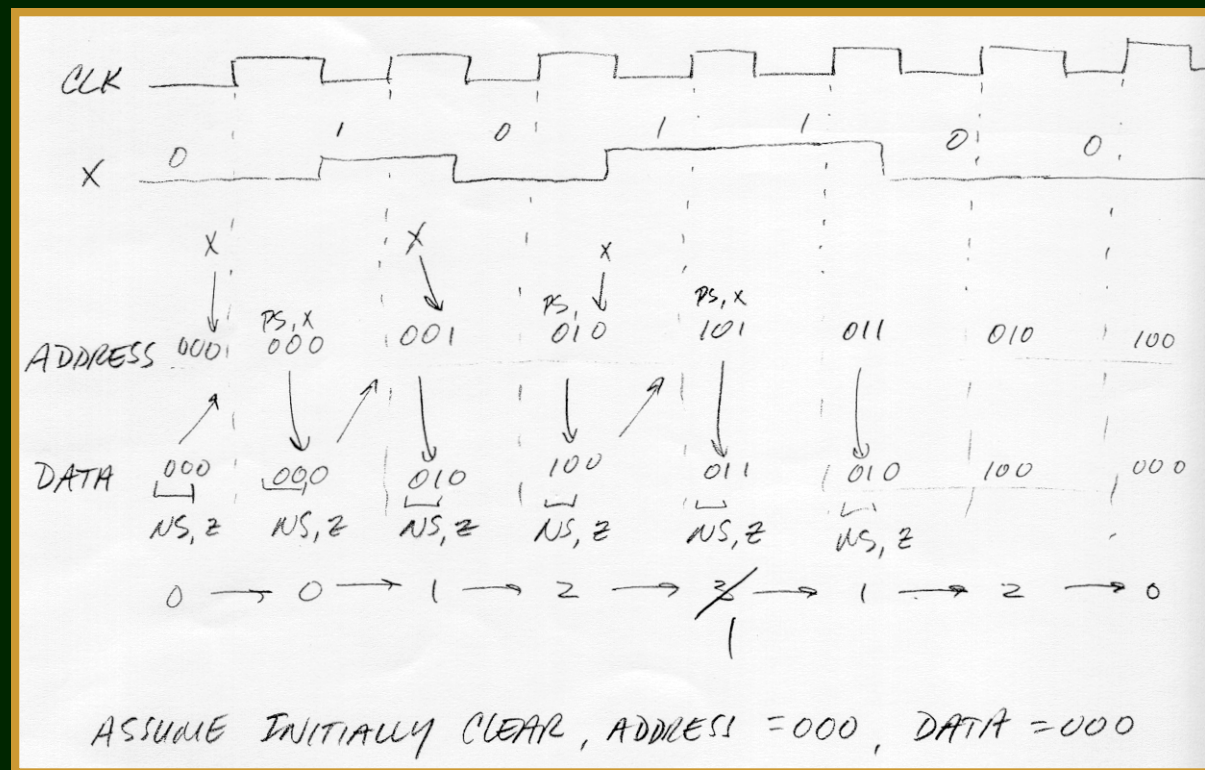 CLK
0 1 0 1 1 0 0
X
X X X
PS, X PS, PS, X
ADDRESS 000 000 001 010 101 011 010 100
DATA 000 000 010 100 011 010 100 000
NS, Z NS, Z NS, Z NS, Z NS, Z NS, Z
0 → 0 → 1 → 2 → 3 → 1 → 2 → 0
1
ASSUME INITIALLY CLEAR, ADDRESS = 000, DATA = 000